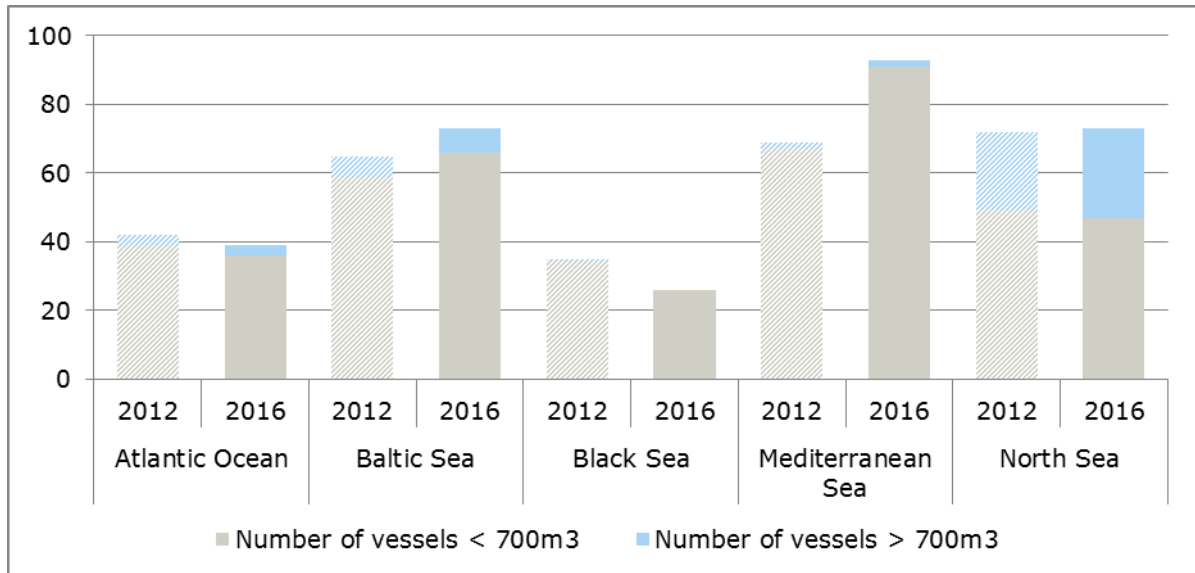 100
80
60
40
20
0
2012 2016 2012 2016 2012 2016 2012 2016 2012 2016
Atlantic Ocean Baltic Sea Black Sea Mediterranean Sea North Sea
Number of vessels < 700m3 Number of vessels > 700m3